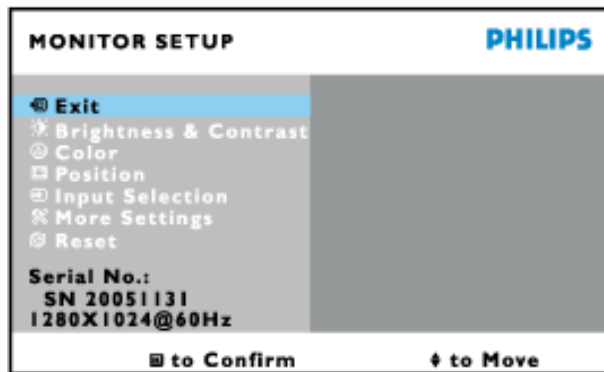 MONITOR SETUP
PHILIPS
Exit
Brightness & Contrast
Color
Position
Input Selection
More Settings
Reset
Serial No.:
SN 20051131
1280X1024@60Hz
to Confirm
to Move